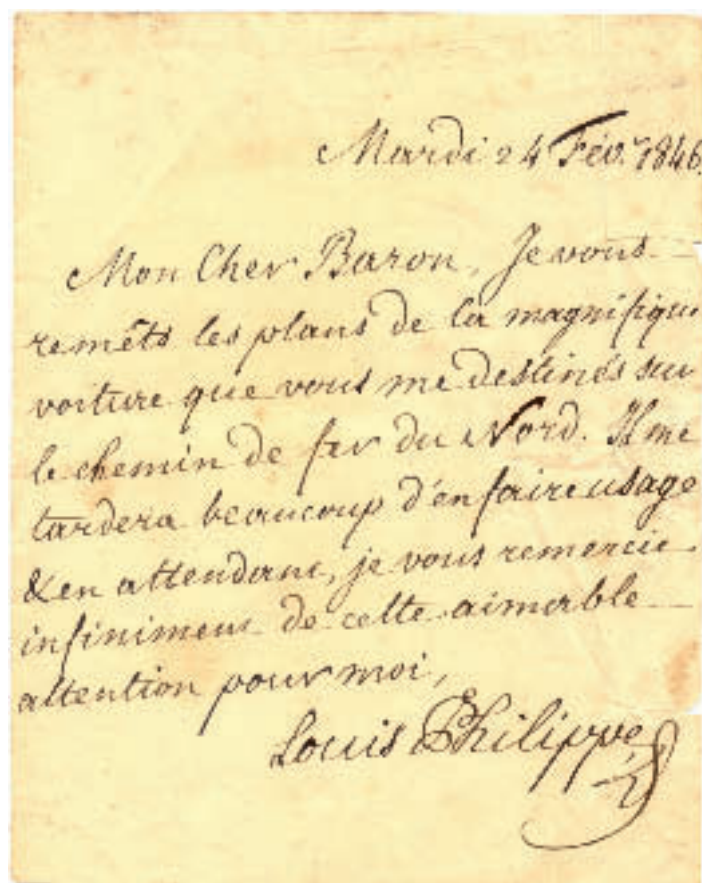 Mardi 24 Fév.r 1846.
Mon Cher Baron, Je vous
remêts les plans de la magnifique
voiture que vous me destinés sur
le chemin de fer du Nord. Il me
tardera beaucoup d'en faire usage
& en attendant, je vous remercie
infiniment de cette aimable
attention pour moi,
Louis Philippe